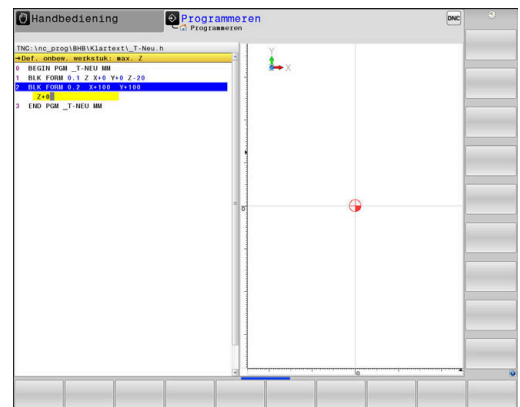 Handbediening
Programmeren
Programmeren
DNC
TNC:\nc_prog\BHB\Klartext\_T-Neu.h
→Def. onbew. werkstuk: max. Z
0 BEGIN PGM _T-NEU MM
1 BLK FORM 0.1 Z X+0 Y+0 Z-20
2 BLK FORM 0.2 X+100 Y+100
Z+0
3 END PGM _T-NEU MM
Y
X
0
0